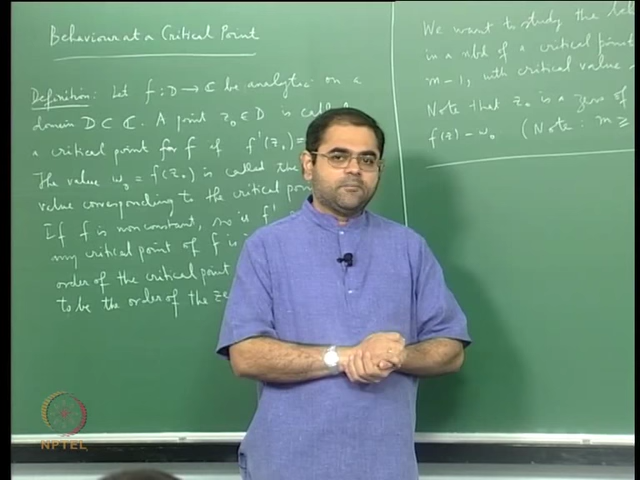 Behaviour at a Critical Point
Definition: Let f : D → ℂ be analytic on a
domain D ⊂ ℂ. A point z₀ ∈ D is called
a critical point for f if f'(z₀) =
The value w₀ = f(z₀) is called the
value corresponding to the critical
If f is nonconstant, so is f'
any critical point of f is
order of the critical point
to be the order of the
We want to study the
in a nbd of a critical point
m-1, with critical value
Note that z₀ is a zero of
f(z) - w₀ (Note: m ≥
NPTEL